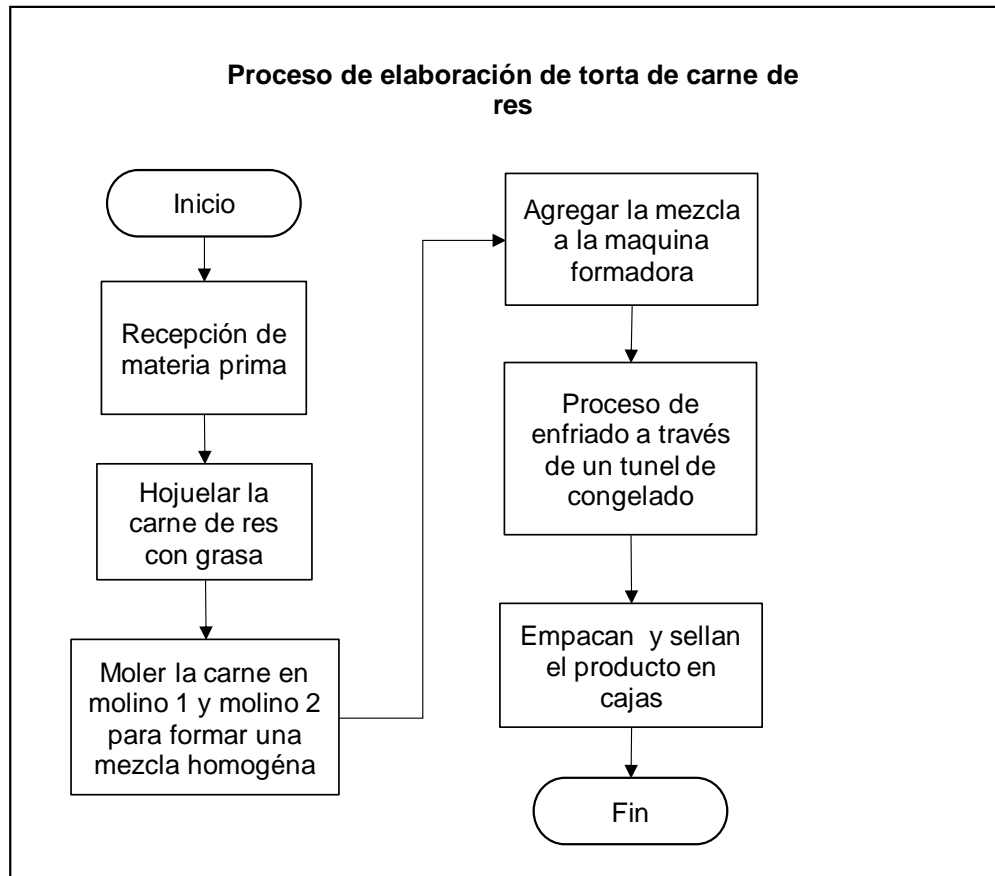 Proceso de elaboración de torta de carne de
res
Inicio
Recepción de
materia prima
Hojuelar la
carne de res
con grasa
Moler la carne en
molino 1 y molino 2
para formar una
mezcla homogéna
Agregar la mezcla
a la maquina
formadora
Proceso de
enfriado a través
de un tunel de
congelado
Empacan y sellan
el producto en
cajas
Fin